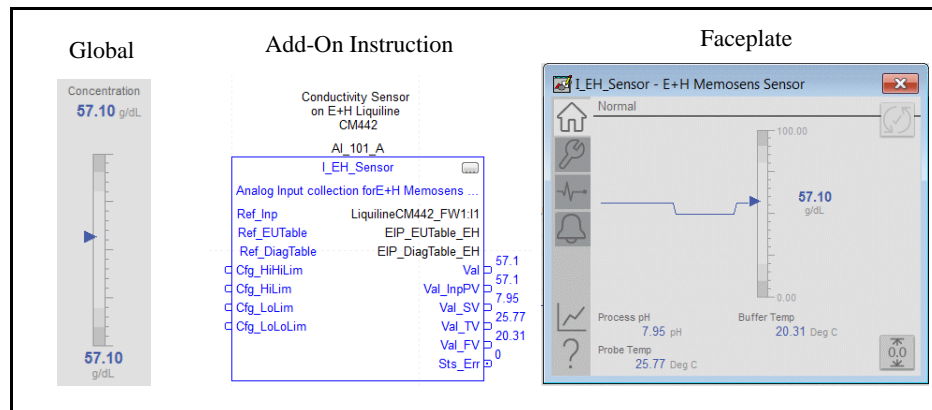 Global
Concentration
57.10 g/dL
57.10
g/dL
Add-On Instruction
Conductivity Sensor
on E+H Liquiline
CM442
AI_101_A
I_EH_Sensor
...
Analog Input collection forE+H Memosens ...
Ref_Inp LiquilineCM442_FW1:I1
Ref_EUTable EIP_EUTable_EH
Ref_DiagTable EIP_DiagTable_EH
Cfg_HiHiLim Val 57.1
Cfg_HiLim Val_InpPV 57.1
Cfg_LoLim Val_SV 7.95
Cfg_LoLoLim Val_TV 25.77
Val_FV 20.31
Sts_Err 0
Faceplate
I_EH_Sensor - E+H Memosens Sensor
Normal
100.00
57.10
g/dL
0.00
Process pH Buffer Temp
7.95 pH 20.31 Deg C
Probe Temp
25.77 Deg C
?
0.0